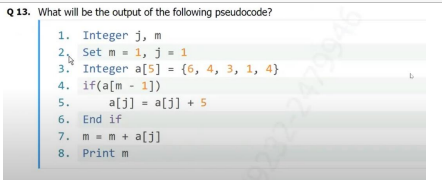 Q 13. What will be the output of the following pseudocode?
1. Integer j, m
2. Set m = 1, j = 1
3. Integer a[5] = {6, 4, 3, 1, 4}
4. if(a[m - 1])
5. a[j] = a[j] + 5
6. End if
7. m = m + a[j]
8. Print m